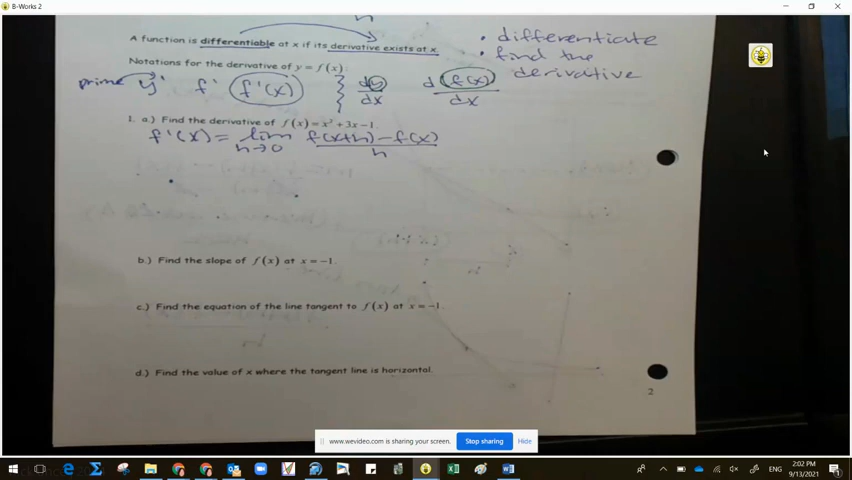 B-Works 2
h
A function is differentiable at x if its derivative exists at x.
• differentiate
• find the
derivative
Notations for the derivative of y = f(x):
prime y' f' f'(x) } dy/dx d(f(x))/dx
1. a.) Find the derivative of f(x) = x² + 3x − 1
f'(x) = lim h→0 f(x+h) − f(x) / h
b.) Find the slope of f(x) at x = −1.
c.) Find the equation of the line tangent to f(x) at x = −1.
d.) Find the value of x where the tangent line is horizontal.
2
www.wevideo.com is sharing your screen. Stop sharing Hide
ENG
2:02 PM
9/13/2021